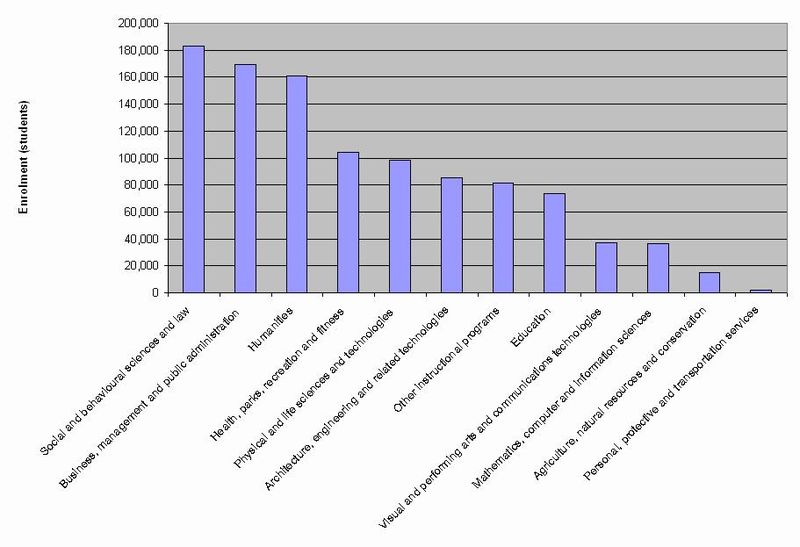 200,000
180,000
160,000
140,000
120,000
100,000
80,000
60,000
40,000
20,000
0
Enrolment (students)
Social and behavioural sciences and law
Business, management and public administration
Humanities
Health, parks, recreation and fitness
Physical and life sciences and technologies
Architecture, engineering and related technologies
Other instructional programs
Education
Visual and performing arts and communications technologies
Mathematics, computer and information sciences
Agriculture, natural resources and conservation
Personal, protective and transportation services